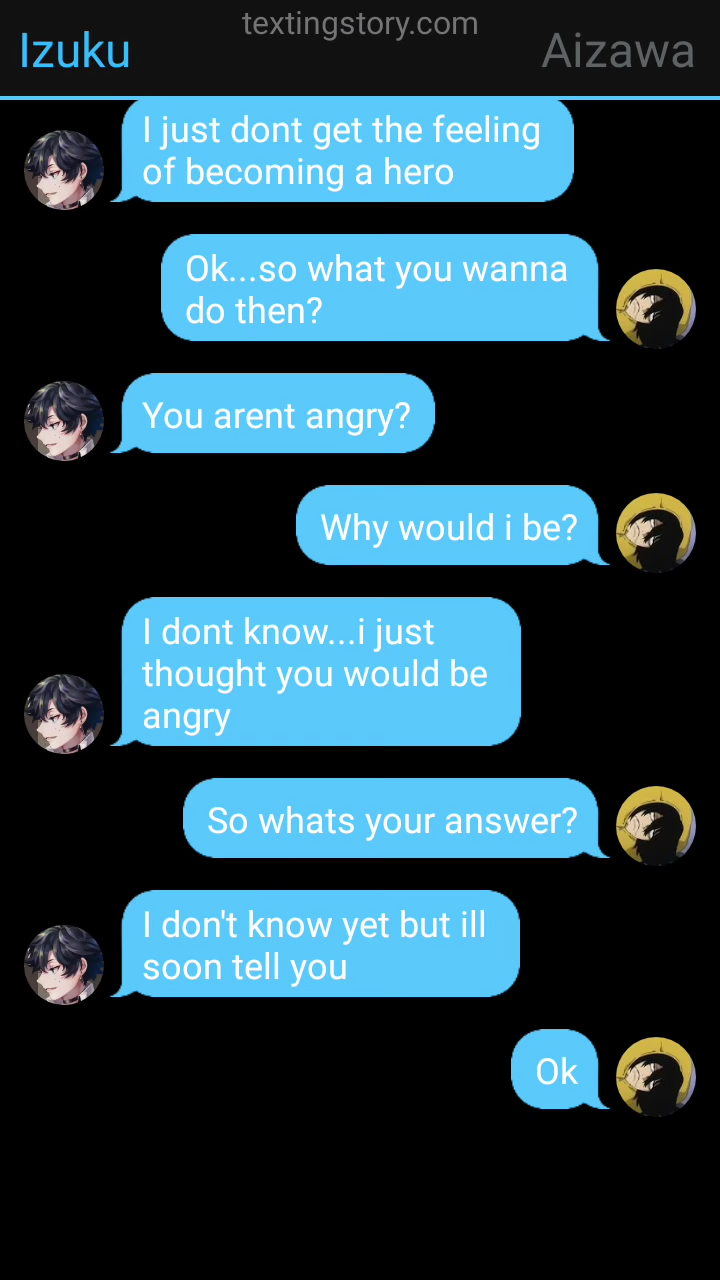 textingstory.com
Izuku
Aizawa
I just dont get the feeling
of becoming a hero
Ok...so what you wanna
do then?
You arent angry?
Why would i be?
I dont know...i just
thought you would be
angry
So whats your answer?
I don't know yet but ill
soon tell you
Ok